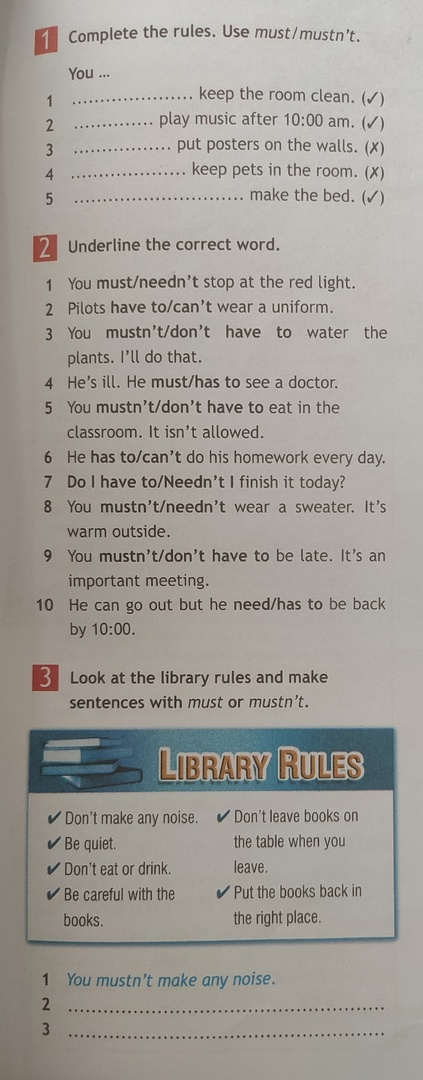 1 Complete the rules. Use must/mustn't.
You ...
1 .................... keep the room clean. (✓)
2 .............. play music after 10:00 am. (✓)
3 ................. put posters on the walls. (✗)
4 .................... keep pets in the room. (✗)
5 .............................. make the bed. (✓)
2 Underline the correct word.
1 You must/needn't stop at the red light.
2 Pilots have to/can't wear a uniform.
3 You mustn't/don't have to water the
plants. I'll do that.
4 He's ill. He must/has to see a doctor.
5 You mustn't/don't have to eat in the
classroom. It isn't allowed.
6 He has to/can't do his homework every day.
7 Do I have to/Needn't I finish it today?
8 You mustn't/needn't wear a sweater. It's
warm outside.
9 You mustn't/don't have to be late. It's an
important meeting.
10 He can go out but he need/has to be back
by 10:00.
3 Look at the library rules and make
sentences with must or mustn't.
LIBRARY RULES
✔ Don't make any noise.
✔ Be quiet.
✔ Don't eat or drink.
✔ Be careful with the
books.
✔ Don't leave books on
the table when you
leave.
✔ Put the books back in
the right place.
1 You mustn't make any noise.
2 ......................................................
3 ......................................................